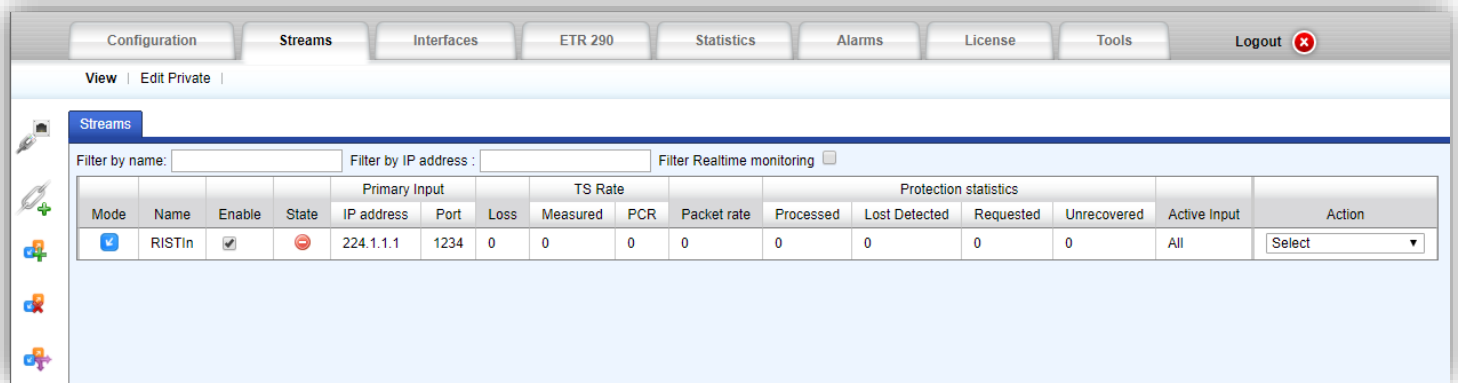 Configuration Streams Interfaces ETR 290 Statistics Alarms License Tools Logout
View | Edit Private |
Streams
Filter by name: Filter by IP address : Filter Realtime monitoring
Primary Input TS Rate Protection statistics
Mode Name Enable State IP address Port Loss Measured PCR Packet rate Processed Lost Detected Requested Unrecovered Active Input Action
RISTIn 224.1.1.1 1234 0 0 0 0 0 0 0 0 All Select